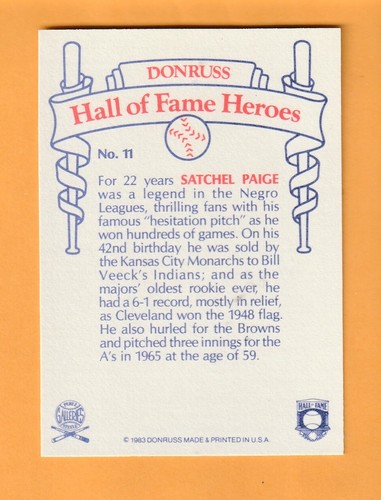 DONRUSS
Hall of Fame Heroes
No. 11
For 22 years SATCHEL PAIGE
was a legend in the Negro
Leagues, thrilling fans with his
famous "hesitation pitch" as he
won hundreds of games. On his
42nd birthday he was sold by
the Kansas City Monarchs to Bill
Veeck's Indians; and as the
majors' oldest rookie ever, he
had a 6-1 record, mostly in relief,
as Cleveland won the 1948 flag.
He also hurled for the Browns
and pitched three innings for the
A's in 1965 at the age of 59.
GALLERIES
HALL OF FAME
© 1983 DONRUSS MADE & PRINTED IN U.S.A.